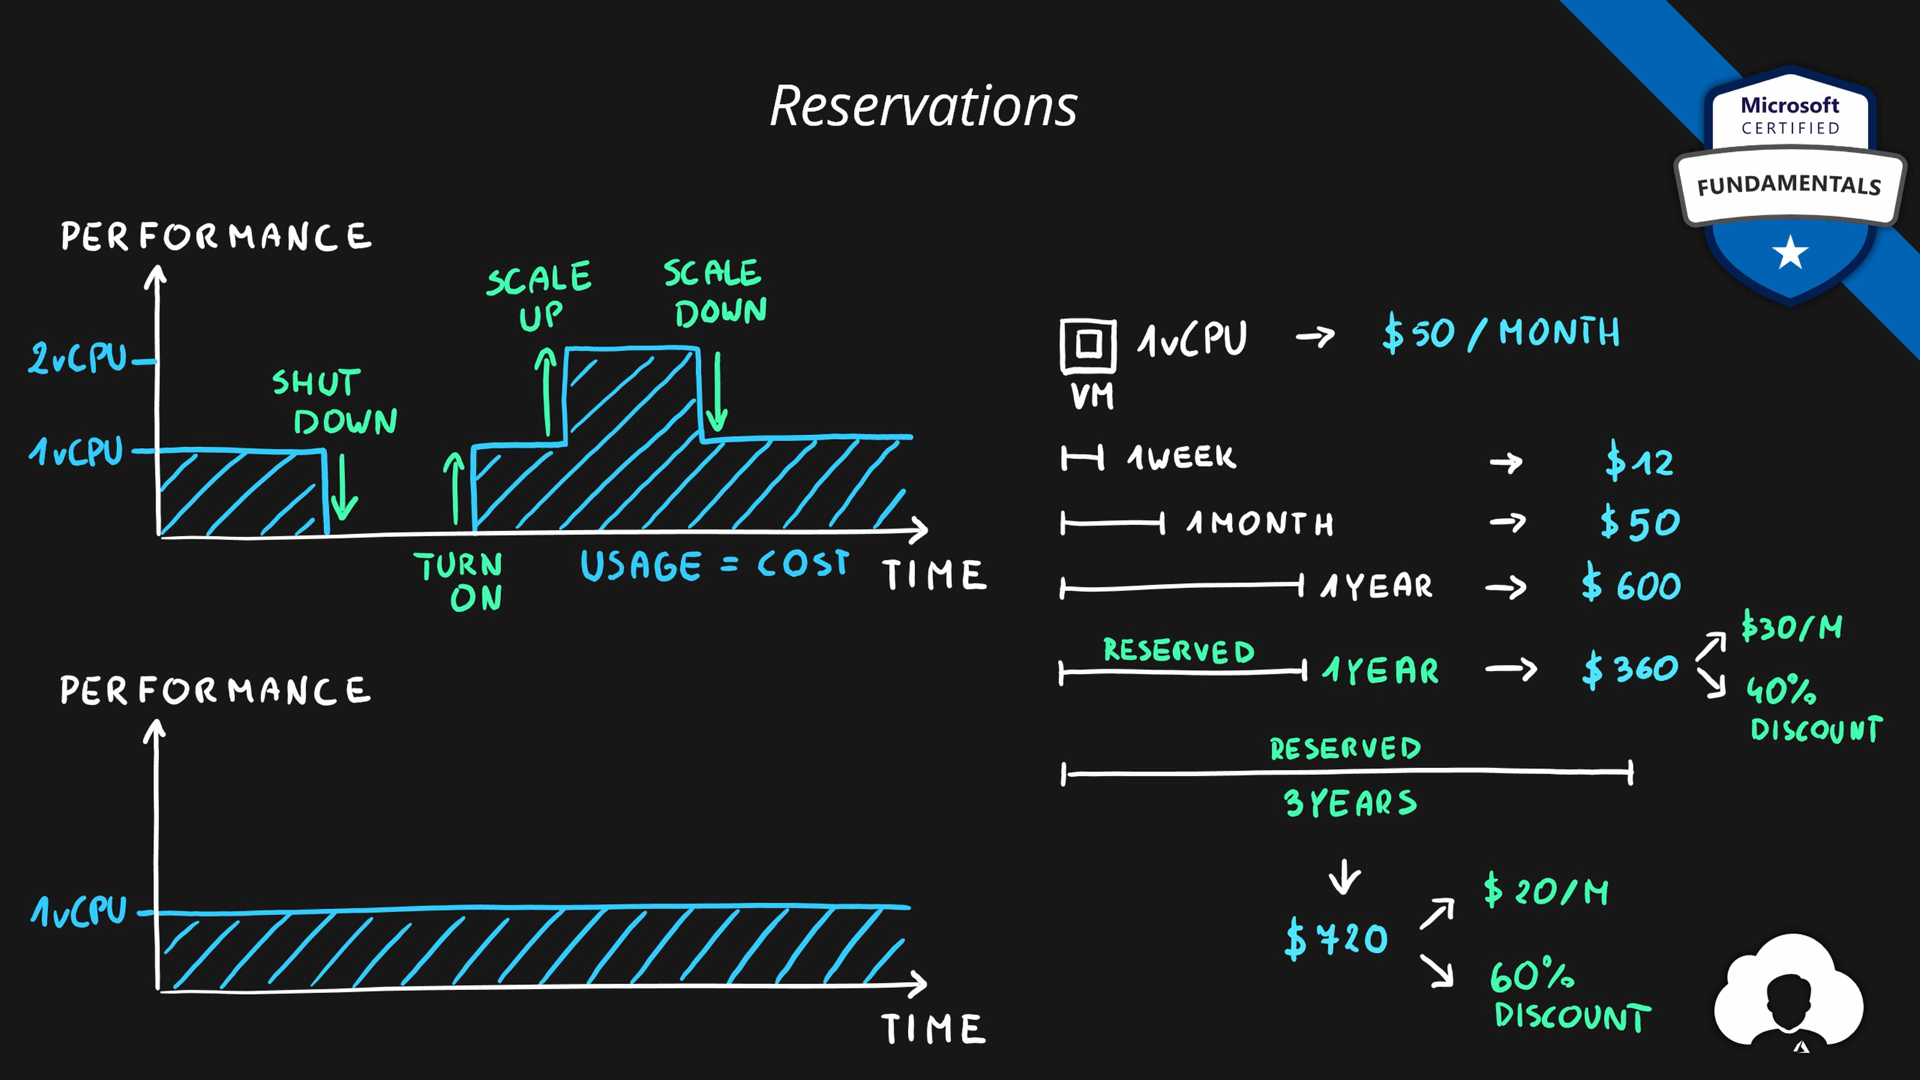 Reservations
Microsoft
CERTIFIED
FUNDAMENTALS
PERFORMANCE
2vCPU
1vCPU
SHUT
DOWN
TURN
ON
SCALE
UP
SCALE
DOWN
USAGE = COST
TIME
PERFORMANCE
1vCPU
TIME
1vCPU → $50/MONTH
VM
1WEEK → $12
1MONTH → $50
1YEAR → $600
RESERVED
1YEAR → $360
$30/M
40%
DISCOUNT
RESERVED
3YEARS
$720
$20/M
60%
DISCOUNT